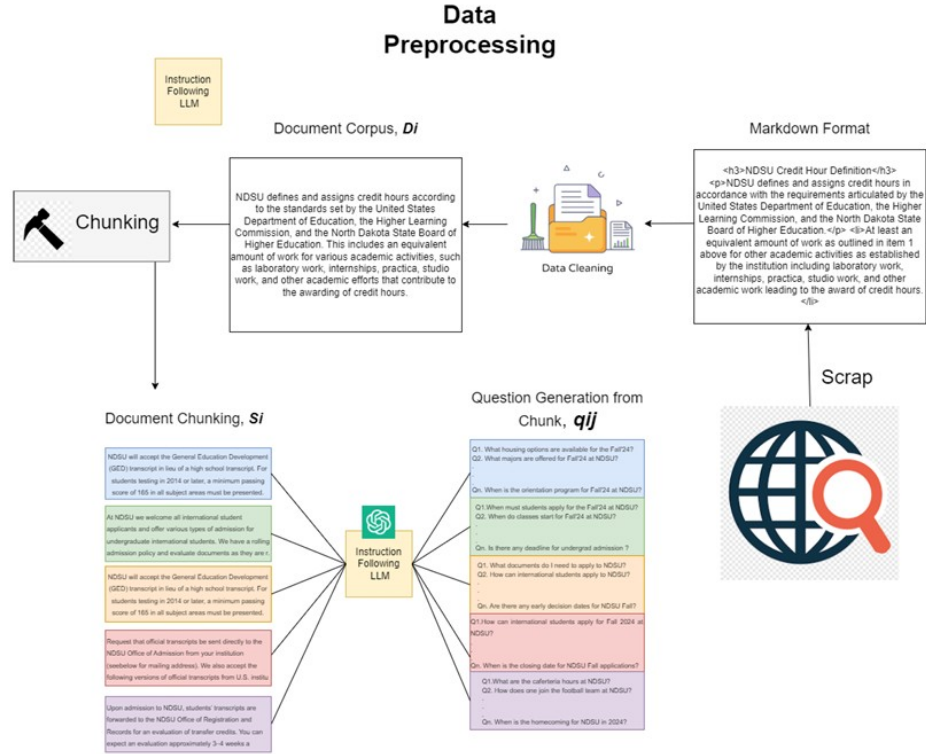 Data
Preprocessing
Instruction
Following
LLM
Document Corpus, Di
Markdown Format
NDSU defines and assigns credit hours according
to the standards set by the United States
Department of Education, the Higher Learning
Commission, and the North Dakota State Board of
Higher Education. This includes an equivalent
amount of work for various academic activities, such
as laboratory work, internships, practica, studio
work, and other academic efforts that contribute to
the awarding of credit hours.
<h3>NDSU Credit Hour Definition</h3>
<p>NDSU defines and assigns credit hours in
accordance with the requirements articulated by the
United States Department of Education, the Higher
Learning Commission, and the North Dakota State
Board of Higher Education.</p> <li>At least an
equivalent amount of work as outlined in item 1
above for other academic activities as established
by the institution including laboratory work,
internships, practica, studio work, and other
academic work leading to the award of credit hours.
</li>
Chunking
Data Cleaning
Scrap
Document Chunking, Si
Question Generation from
Chunk, qij
NDSU will accept the General Education Development
(GED) transcript in lieu of a high school transcript. For
students testing in 2014 or later, a minimum passing
score of 165 in all subject areas must be presented.
At NDSU we welcome all international student
applicants and offer various types of admission for
undergraduate international students. We have a rolling
admission policy and evaluate documents as they are r.
NDSU will accept the General Education Development
(GED) transcript in lieu of a high school transcript. For
students testing in 2014 or later, a minimum passing
score of 165 in all subject areas must be presented.
Request that official transcripts be sent directly to the
NDSU Office of Admission from your institution
(seebelow for mailing address). We also accept the
following versions of official transcripts from U.S. institu
Upon admission to NDSU, students' transcripts are
forwarded to the NDSU Office of Registration and
Records for an evaluation of transfer credits. You can
expect an evaluation approximately 3–4 weeks a
Instruction
Following
LLM
Q1. What housing options are available for the Fall'24?
Q2. What majors are offered for Fall'24 at NDSU?
.
.
Qn. When is the orientation program for Fall'24 at NDSU?
Q1.When must students apply for the Fall'24 at NDSU?
Q2. When do classes start for Fall'24 at NDSU?
.
.
Qn. Is there any deadline for undergrad admission ?
Q1. What documents do I need to apply to NDSU?
Q2. How can international students apply to NDSU?
.
.
Qn. Are there any early decision dates for NDSU Fall?
Q1.How can international students apply for Fall 2024 at
NDSU?
.
.
Qn. When is the closing date for NDSU Fall applications?
Q1.What are the cafeteria hours at NDSU?
Q2. How does one join the football team at NDSU?
.
.
Qn. When is the homecoming for NDSU in 2024?